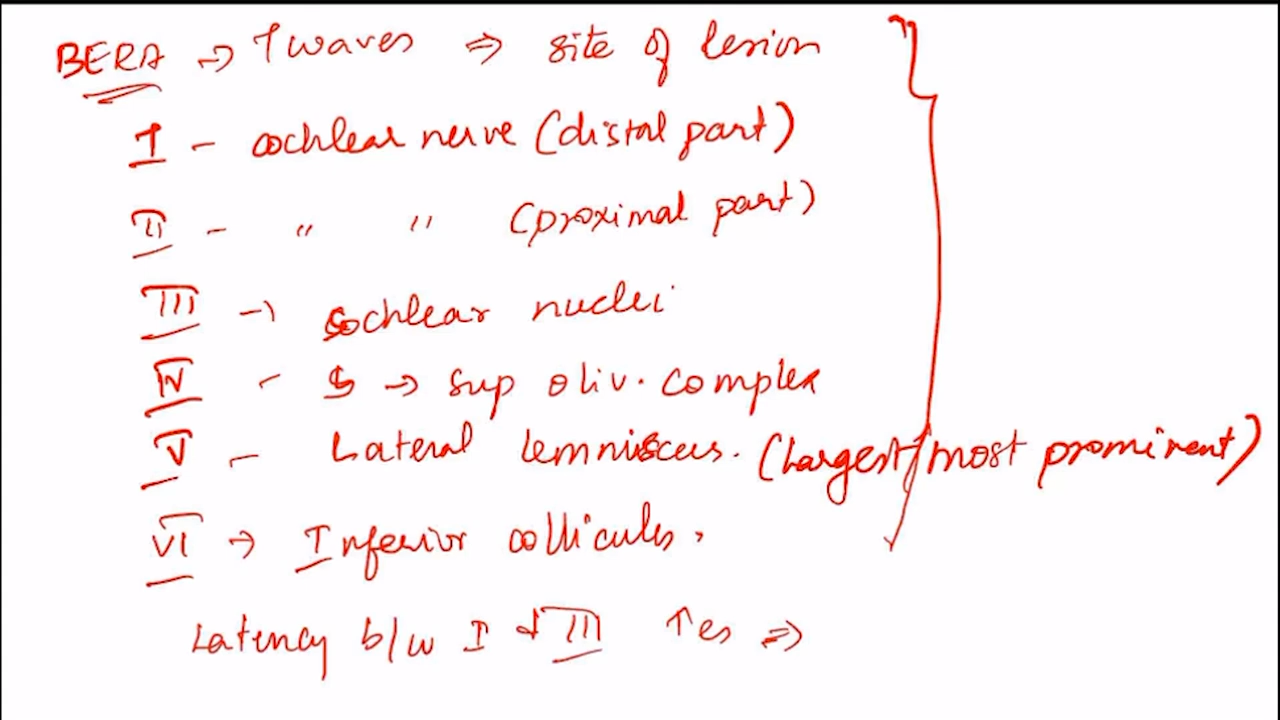 BERA → 7 waves ⇒ site of lesion
I - cochlear nerve (distal part)
II - " " (proximal part)
III → cochlear nuclei
IV - S → sup oliv. complex
V - Lateral lemniscus. (Largest/most prominent)
VI → Inferior colliculus.
Latency b/w I & III ↑es ⇒